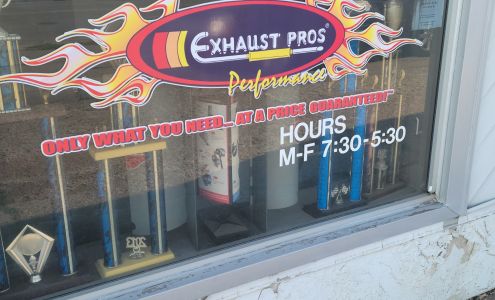 EXHAUST PROS
Performance
ONLY WHAT YOU NEED... AT A PRICE GUARANTEED!
HOURS
M-F 7:30-5:30